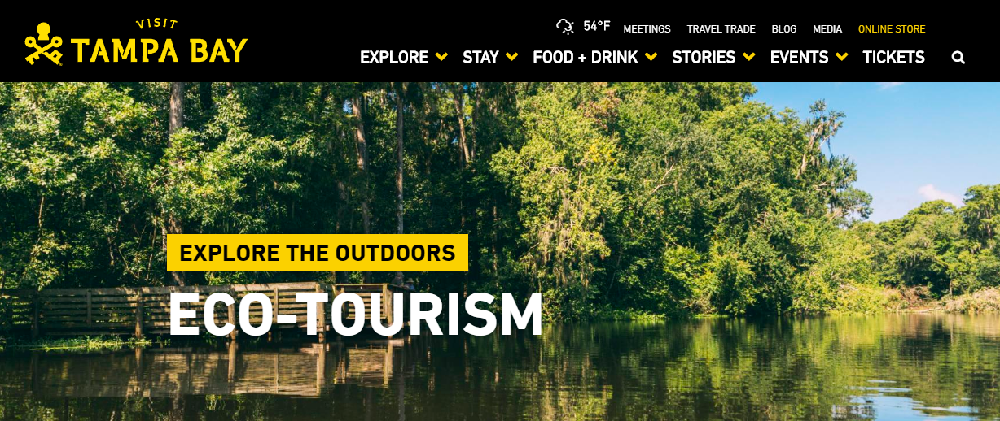 VISIT
TAMPA BAY
54°F MEETINGS TRAVEL TRADE BLOG MEDIA ONLINE STORE
EXPLORE STAY FOOD + DRINK STORIES EVENTS TICKETS
EXPLORE THE OUTDOORS
ECO-TOURISM